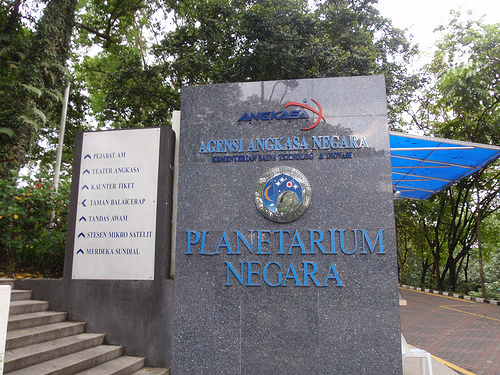 PEJABAT AM
TEATER ANGKASA
KAUNTER TIKET
TAMAN BALAICERAP
TANDAS AWAM
STESEN MIKRO SATELIT
MERDEKA SUNDIAL
ANGKASA
AGENSI ANGKASA NEGARA
KEMENTERIAN SAINS TEKNOLOGI & INOVASI
PLANETARIUM
NEGARA